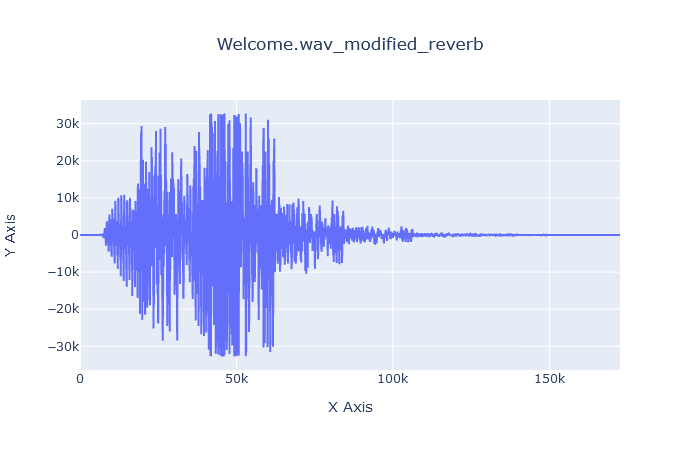 Welcome.wav_modified_reverb
Y Axis
30k
20k
10k
0
−10k
−20k
−30k
0
50k
100k
150k
X Axis